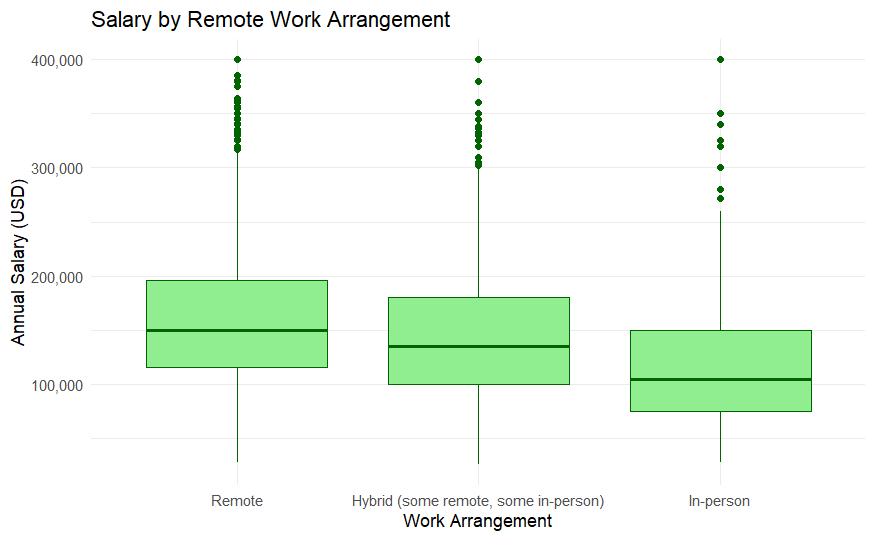 Salary by Remote Work Arrangement
Annual Salary (USD)
400,000
300,000
200,000
100,000
Remote
Hybrid (some remote, some in-person)
In-person
Work Arrangement